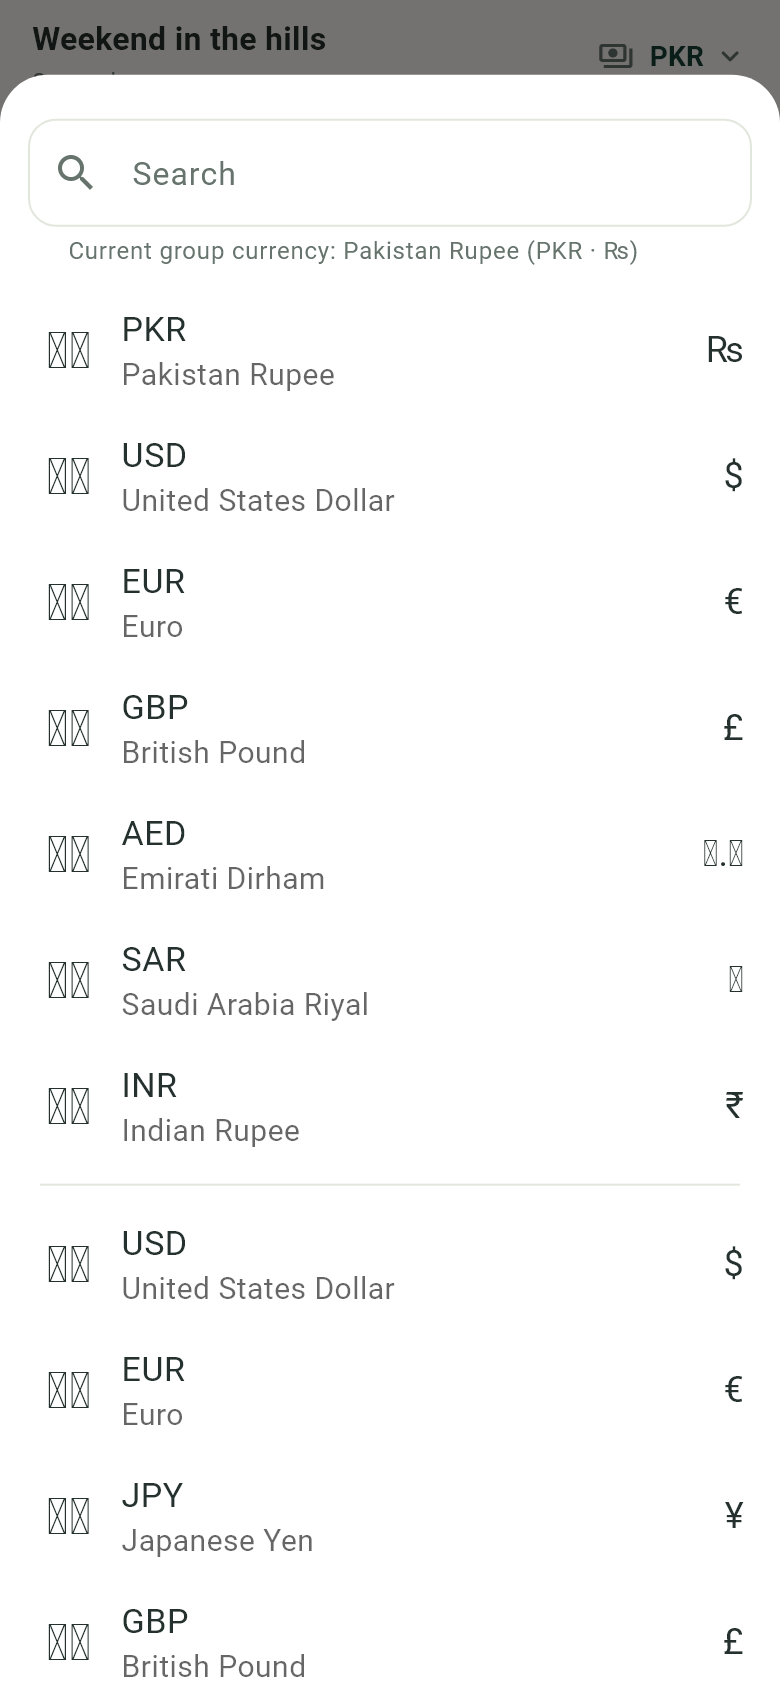 Weekend in the hills
PKR
Search
Current group currency: Pakistan Rupee (PKR · ₨)
PKR
Pakistan Rupee
₨
USD
United States Dollar
$
EUR
Euro
€
GBP
British Pound
£
AED
Emirati Dirham
SAR
Saudi Arabia Riyal
INR
Indian Rupee
₹
USD
United States Dollar
$
EUR
Euro
€
JPY
Japanese Yen
¥
GBP
British Pound
£